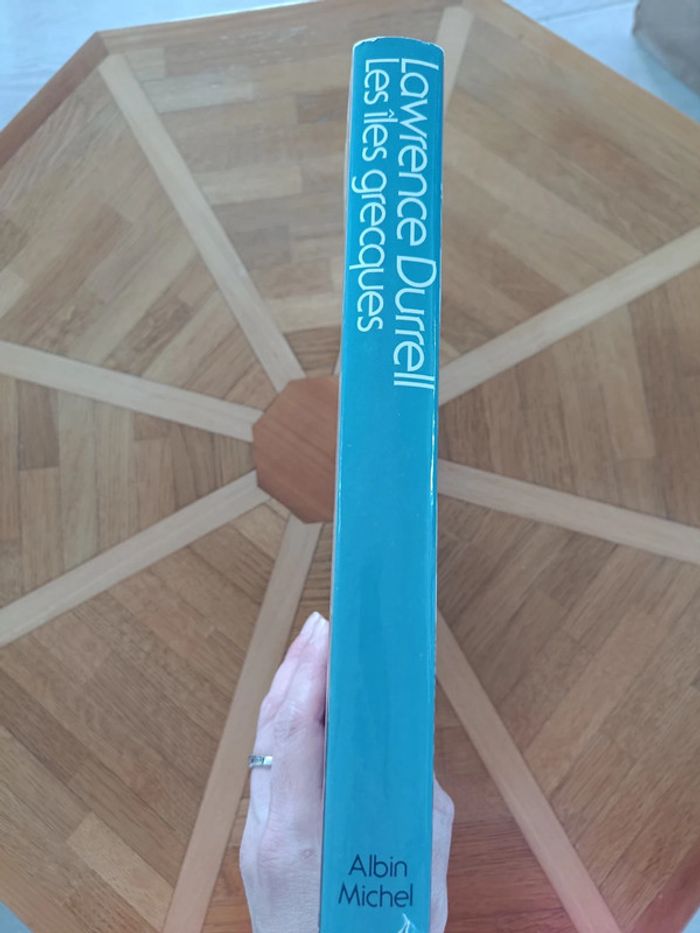 Lawrence Durrell
Les îles grecques
Albin
Michel